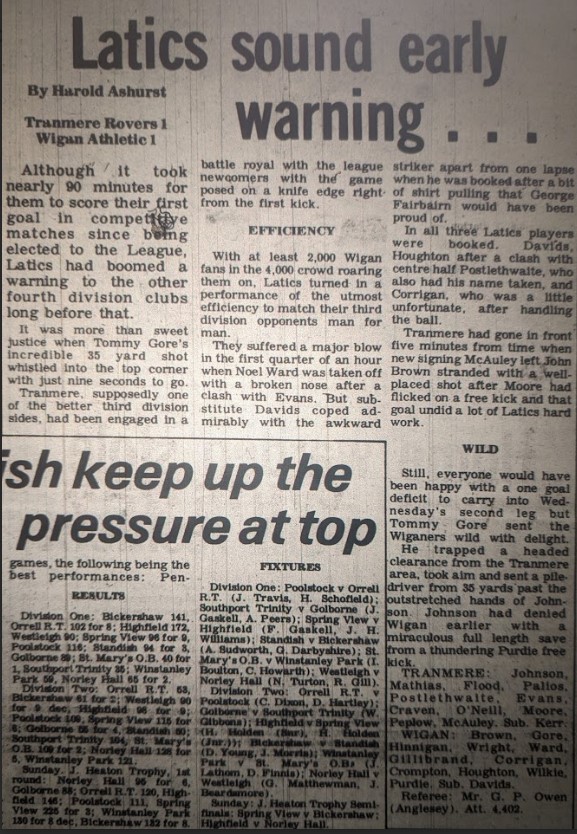 Latics sound early
warning . . .
By Harold Ashurst
Tranmere Rovers 1
Wigan Athletic 1
Although it took
nearly 90 minutes for
them to score their first
goal in competitive
matches since being
elected to the League,
Latics had boomed a
warning to the other
fourth division clubs
long before that.
It was more than sweet
justice when Tommy Gore's
incredible 35 yard shot
whistled into the top corner
with just nine seconds to go.
Tranmere, supposedly one
of the better third division
sides, had been engaged in a
battle royal with the league
newcomers with the game
posed on a knife edge right
from the first kick.
EFFICIENCY
With at least 2,000 Wigan
fans in the 4,000 crowd roaring
them on, Latics turned in a
performance of the utmost
efficiency to match their third
division opponents man for
man.
They suffered a major blow
in the first quarter of an hour
when Noel Ward was taken off
with a broken nose after a
clash with Evans. But sub-
stitute Davids coped ad-
mirably with the awkward
striker apart from one lapse
when he was booked after a bit
of shirt pulling that George
Fairbairn would have been
proud of.
In all three Latics players
were booked. Davids,
Houghton after a clash with
centre half Postlethwaite, who
also had his name taken, and
Corrigan, who was a little
unfortunate, after handling
the ball.
Tranmere had gone in front
five minutes from time when
new signing McAuley left John
Brown stranded with a well-
placed shot after Moore had
flicked on a free kick and that
goal undid a lot of Latics hard
work.
WILD
Still, everyone would have
been happy with a one goal
deficit to carry into Wed-
nesday's second leg but
Tommy Gore sent the
Wiganers wild with delight.
He trapped a headed
clearance from the Tranmere
area, took aim and sent a pile-
driver from 35 yards past the
outstretched hands of John-
son. Johnson had denied
Wigan earlier with a
miraculous full length save
from a thundering Purdie free
kick.
TRANMERE: Johnson,
Mathias, Flood, Palios,
Postlethwaite, Evans,
Craven, O'Neill, Moore,
Peplow, McAuley. Sub. Kerr.
WIGAN: Brown, Gore,
Hinnigan, Wright, Ward,
Gillibrand, Corrigan,
Crompton, Houghton, Wilkie,
Purdie. Sub. Davids.
Referee: Mr. G. P. Owen
(Anglesey). Att. 4,402.
ish keep up the
pressure at top
games, the following being the
best performances: Pen-
RESULTS
Division One: Bickershaw 141,
Orrell R.T. 102 for 8; Highfield 172,
Westleigh 90; Spring View 96 for 9,
Poolstock 116; Standish 94 for 3,
Golborne 89; St. Mary's O.B. 40 for
1, Southport Trinity 35; Winstanley
Park 59, Norley Hall 65 for 2.
Division Two: Orrell R.T. 53,
Bickershaw 61 for 2; Westleigh 90
for 9 dec, Highfield 96 for 9;
Poolstock 109, Spring View 115 for
Golborne 85 for 4, Standish
Southport Trinity 104, St. Mary's
O.B. 109 for 2; Norley Hall 125 for
5, Winstanley Park 121.
Sunday. J. Heaton Trophy, 1st
round: Norley Hall 95 for 6,
Golborne 88; Orrell R.T. 120, High-
field 146; Poolstock 111, Spring
View 225 for 3; Winstanley Park
130 for 8 dec, Bickershaw 132 for 8.
FIXTURES
Division One: Poolstock v Orrell
R.T. (J. Travis, H. Schofield);
Southport Trinity v Golborne (J.
Gaskell, A. Peers); Spring View v
Highfield (F. Gaskell, J. H.
Williams); Standish v Bickershaw
(A. Sudworth, G. Darbyshire); St.
Mary's O.B. v Winstanley Park (I.
Boulton, C. Howarth); Westleigh v
Norley Hall (N. Turton, R. Gill).
Division Two: Orrell R.T. v
Poolstock (C. Dixon, D. Hartley);
Golborne v Southport Trinity (W.
Gibbons); Highfield v Spring View
(H. Holden (Snr), H. Holden
(Jnr.)); Bickershaw v Standish
(D. Young, J. Morris); Winstanley
Park v St. Mary's O.B. (J.
Lathom, D. Finnis); Norley Hall v
Westleigh (G. Matthewman, J.
Beardsmore).
Sunday: J. Heaton Trophy Semi-
finals: Spring View v Bickershaw;
Highfield v Norley Hall.